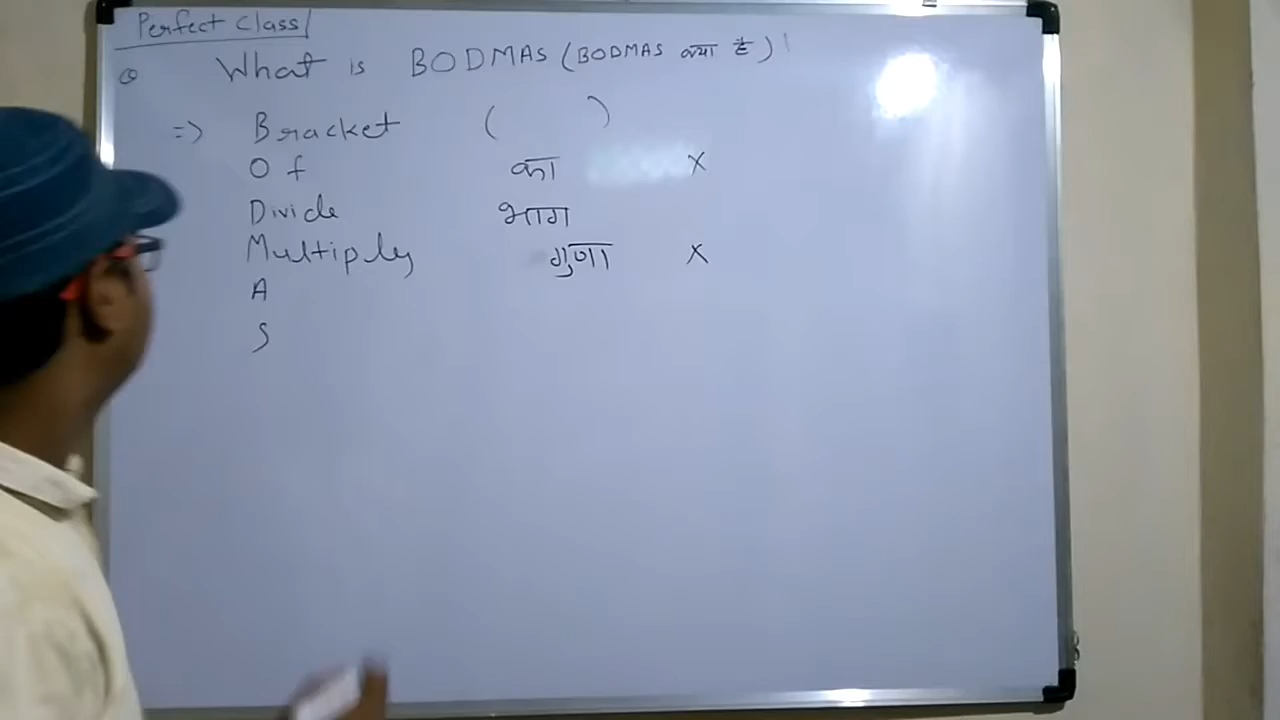 Perfect Class
Q What is BODMAS (BODMAS क्या है)
=> Bracket ( )
Of का x
Divide भाग
Multiply गुणा x
A
S